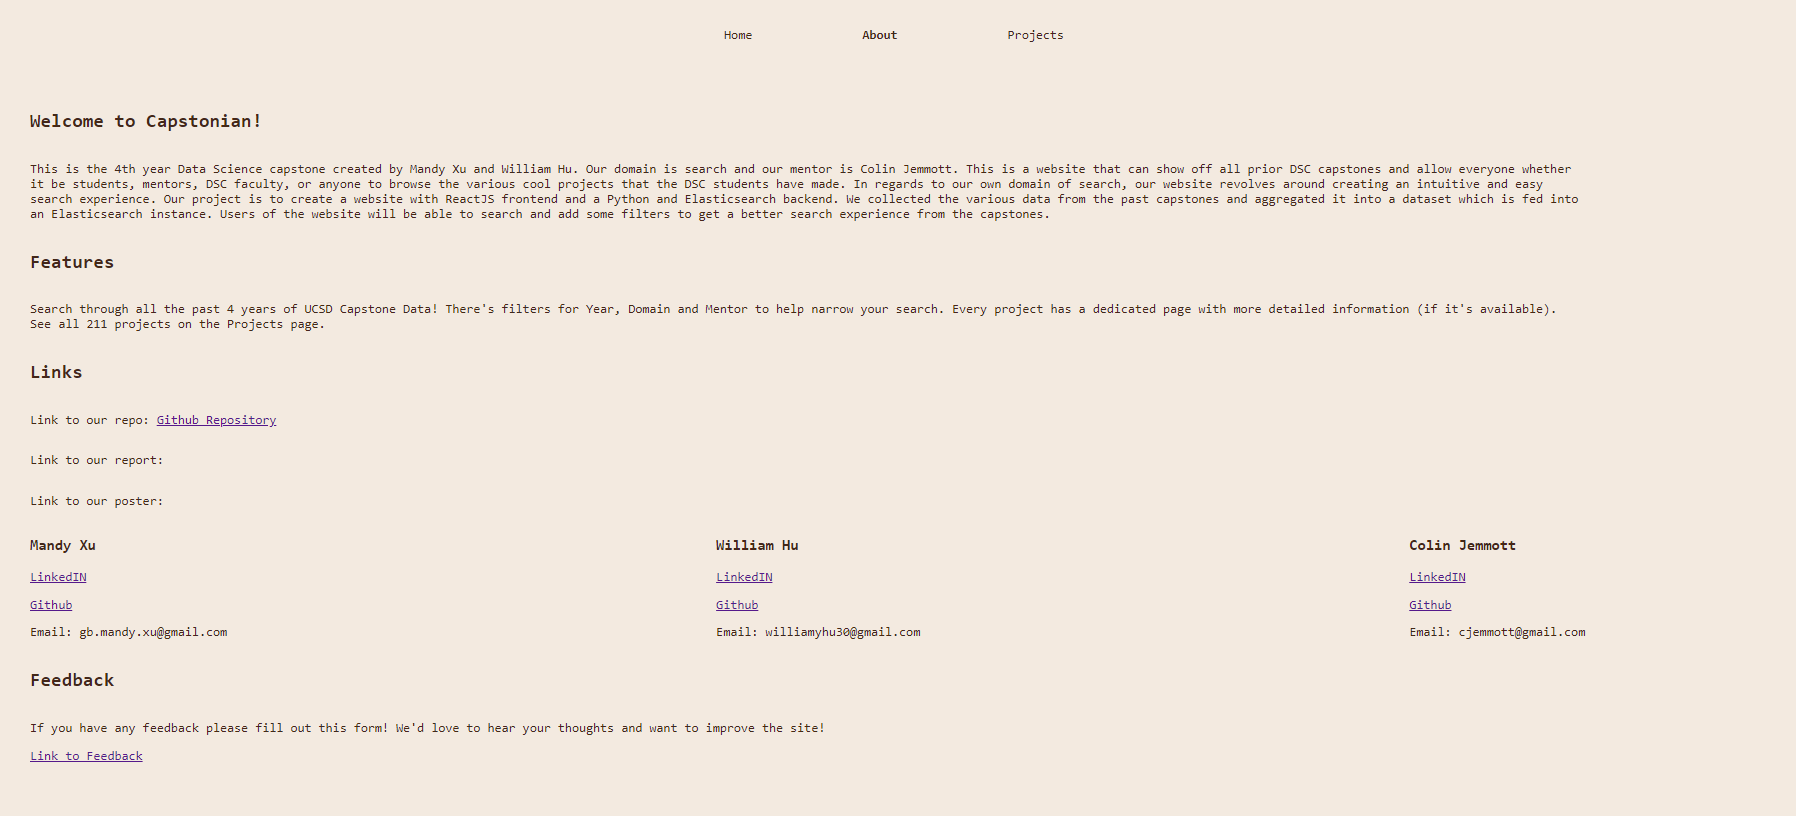 Home About Projects
Welcome to Capstonian!
This is the 4th year Data Science capstone created by Mandy Xu and William Hu. Our domain is search and our mentor is Colin Jemmott. This is a website that can show off all prior DSC capstones and allow everyone whether
it be students, mentors, DSC faculty, or anyone to browse the various cool projects that the DSC students have made. In regards to our own domain of search, our website revolves around creating an intuitive and easy
search experience. Our project is to create a website with ReactJS frontend and a Python and Elasticsearch backend. We collected the various data from the past capstones and aggregated it into a dataset which is fed into
an Elasticsearch instance. Users of the website will be able to search and add some filters to get a better search experience from the capstones.
Features
Search through all the past 4 years of UCSD Capstone Data! There's filters for Year, Domain and Mentor to help narrow your search. Every project has a dedicated page with more detailed information (if it's available).
See all 211 projects on the Projects page.
Links
Link to our repo: Github Repository
Link to our report:
Link to our poster:
Mandy Xu William Hu Colin Jemmott
LinkedIN LinkedIN LinkedIN
Github Github Github
Email: gb.mandy.xu@gmail.com Email: williamyhu30@gmail.com Email: cjemmott@gmail.com
Feedback
If you have any feedback please fill out this form! We'd love to hear your thoughts and want to improve the site!
Link to Feedback